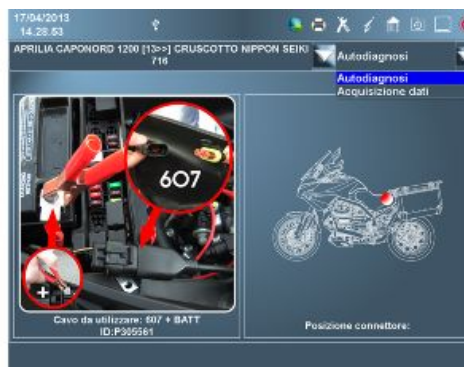 17/04/2013
14.28.53
APRILIA CAPONORD 1200 [13>>] CRUSCOTTO NIPPON SEIKI
716
Autodiagnosi
Autodiagnosi
Acquisizione dati
607
Cavo da utilizzare: 607 + BATT
ID:P305561
Posizione connettore: